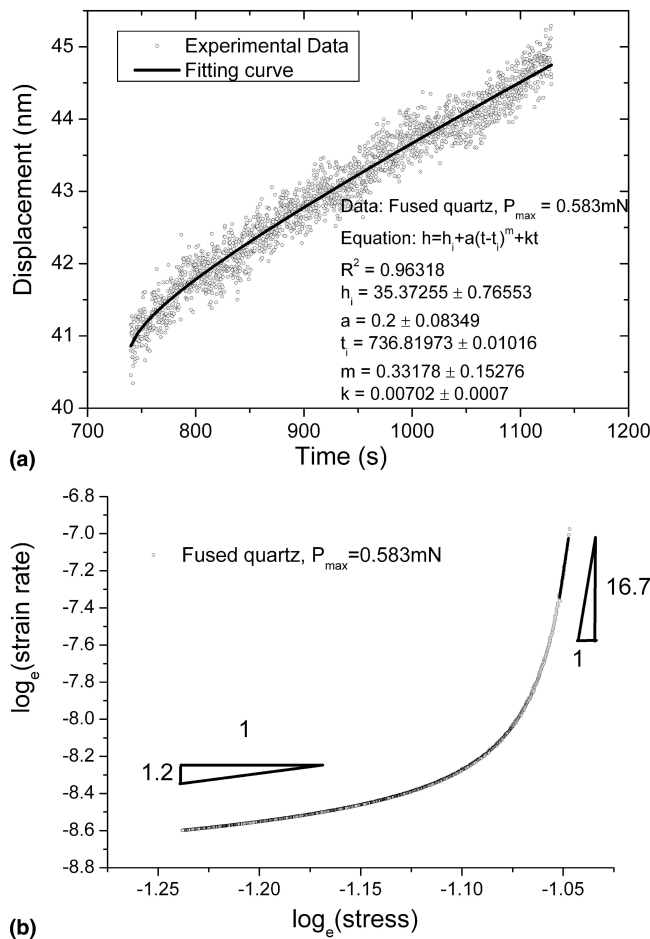 45
44
43
42
41
40
Displacement (nm)
Experimental Data
Fitting curve
Data: Fused quartz, Pmax = 0.583mN
Equation: h=hi+a(t-ti)^m+kt
R² = 0.96318
hi = 35.37255 ± 0.76553
a = 0.2 ± 0.08349
ti = 736.81973 ± 0.01016
m = 0.33178 ± 0.15276
k = 0.00702 ± 0.0007
700 800 900 1000 1100 1200
Time (s)
(a)
-6.8
-7.0
-7.2
-7.4
-7.6
-7.8
-8.0
-8.2
-8.4
-8.6
-8.8
loge(strain rate)
Fused quartz, Pmax=0.583mN
16.7
1
1
1.2
-1.25 -1.20 -1.15 -1.10 -1.05
loge(stress)
(b)